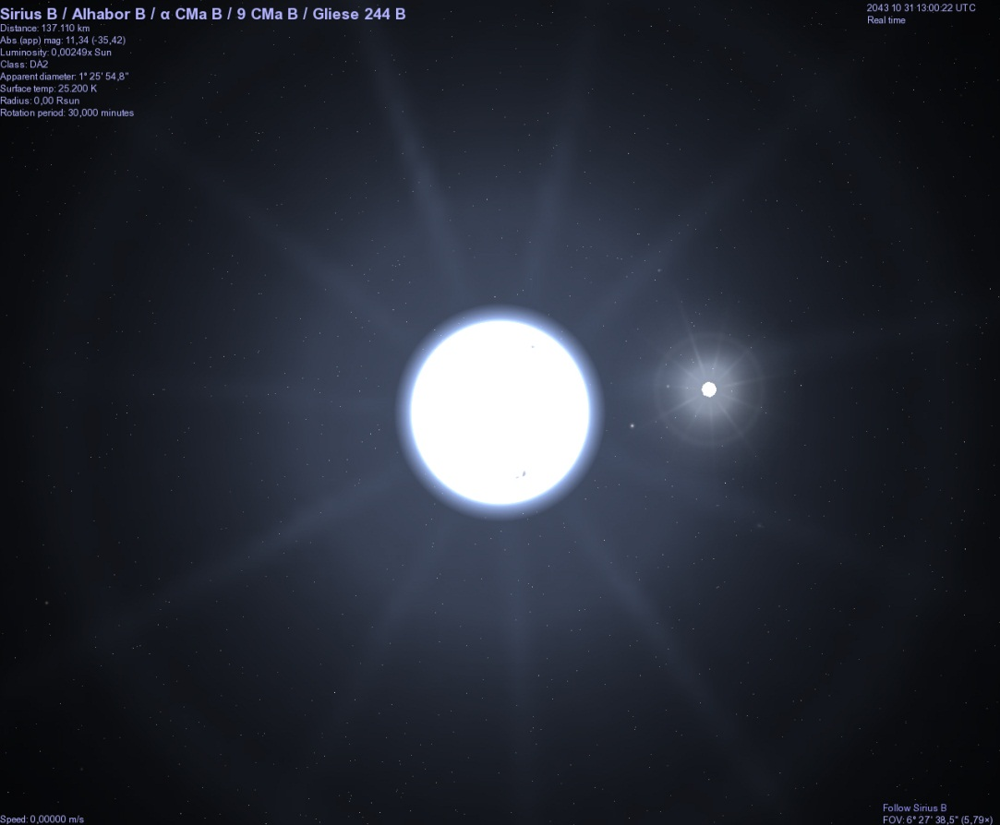 Sirius B / Alhabor B / α CMa B / 9 CMa B / Gliese 244 B
Distance: 137.110 km
Abs (app) mag: 11,34 (-35,42)
Luminosity: 0,00249x Sun
Class: DA2
Apparent diameter: 1° 25' 54,8"
Surface temp: 25.200 K
Radius: 0,00 Rsun
Rotation period: 30,000 minutes
2043 10 31 13:00:22 UTC
Real time
Speed: 0,00000 m/s
Follow Sirius B
FOV: 6° 27' 38,5" (5,79×)